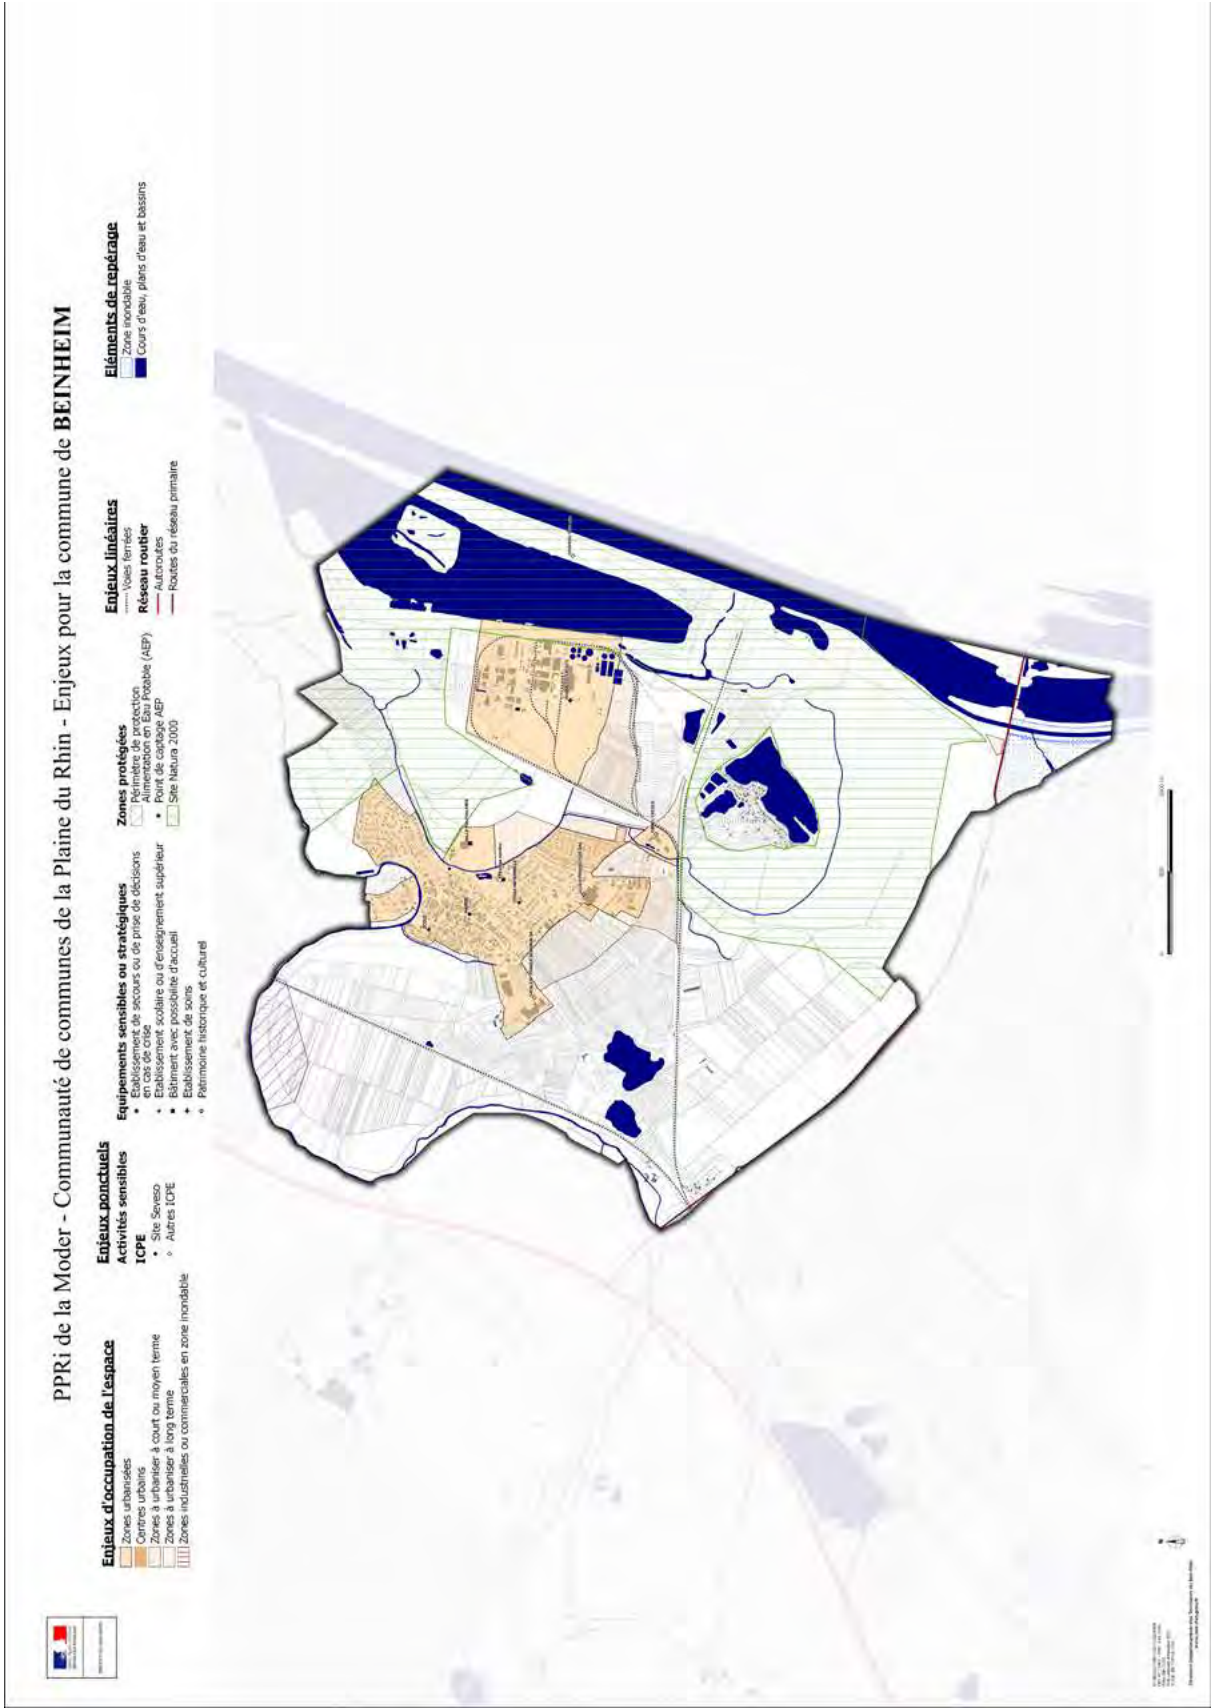 PPRi de la Moder - Communauté de communes de la Plaine du Rhin - Enjeux pour la commune de BEINHEIM
Enjeux d'occupation de l'espace
Zones urbanisées
Centres urbains
Zones à urbaniser à court ou moyen terme
Zones à urbaniser à long terme
Zones industrielles ou commerciales en zone inondable
Enjeux ponctuels
Activités sensibles
ICPE
Site Seveso
Autres ICPE
Equipements sensibles ou stratégiques
Etablissement de secours ou de prise de décisions
en cas de crise
Etablissement scolaire ou d'enseignement supérieur
Bâtiment avec possibilité d'accueil
Etablissement de soins
Patrimoine historique et culturel
Zones protégées
Périmètre de protection
Alimentation en Eau Potable (AEP)
Point de captage AEP
Site Natura 2000
Enjeux linéaires
Voies ferrées
Réseau routier
Autoroutes
Routes du réseau primaire
Eléments de repérage
Zone inondable
Cours d'eau, plans d'eau et bassins